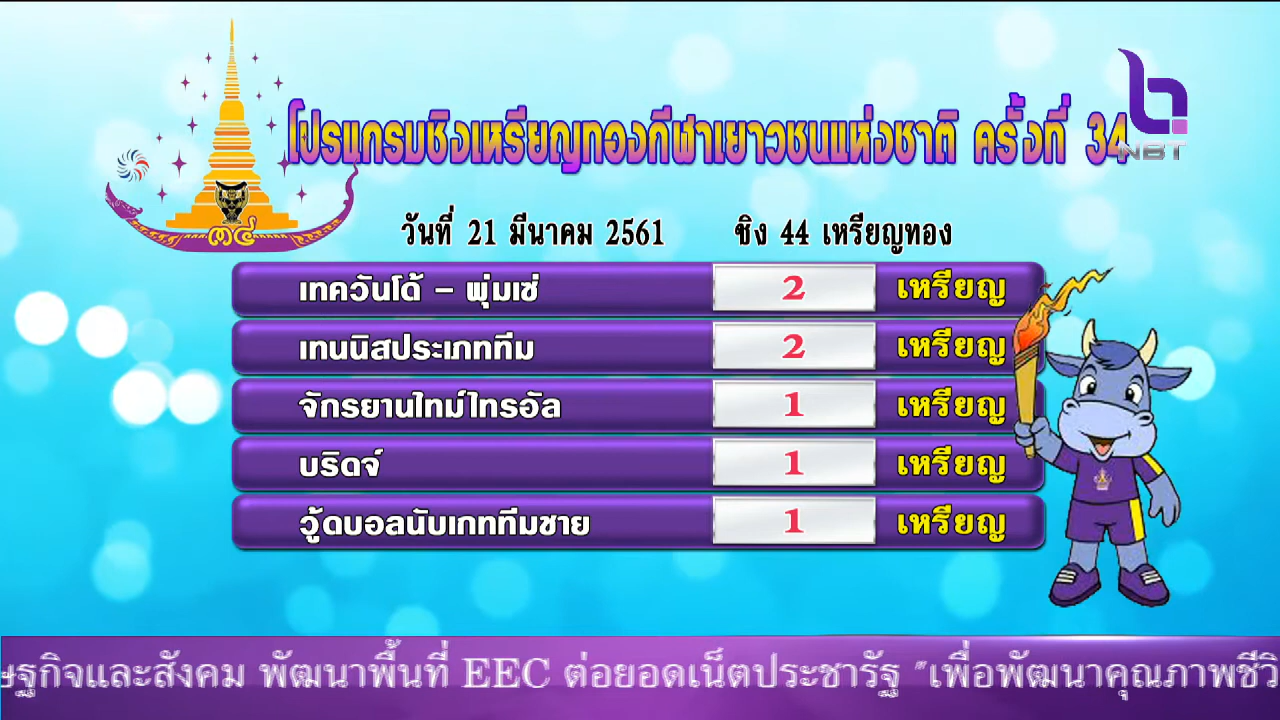 โปรแกรมชิงเหรียญทองกีฬาเยาวชนแห่งชาติ ครั้งที่ 34
NBT
๓๔
วันที่ 21 มีนาคม 2561 ชิง 44 เหรียญทอง
เทควันโด้ – พุ่มเซ่ 2 เหรียญ
เทนนิสประเภททีม 2 เหรียญ
จักรยานไทม์ไทรอัล 1 เหรียญ
บริดจ์ 1 เหรียญ
วู้ดบอลนับเกททีมชาย 1 เหรียญ
ษฐกิจและสังคม พัฒนาพื้นที่ EEC ต่อยอดเน็ตประชารัฐ "เพื่อพัฒนาคุณภาพชีวิ